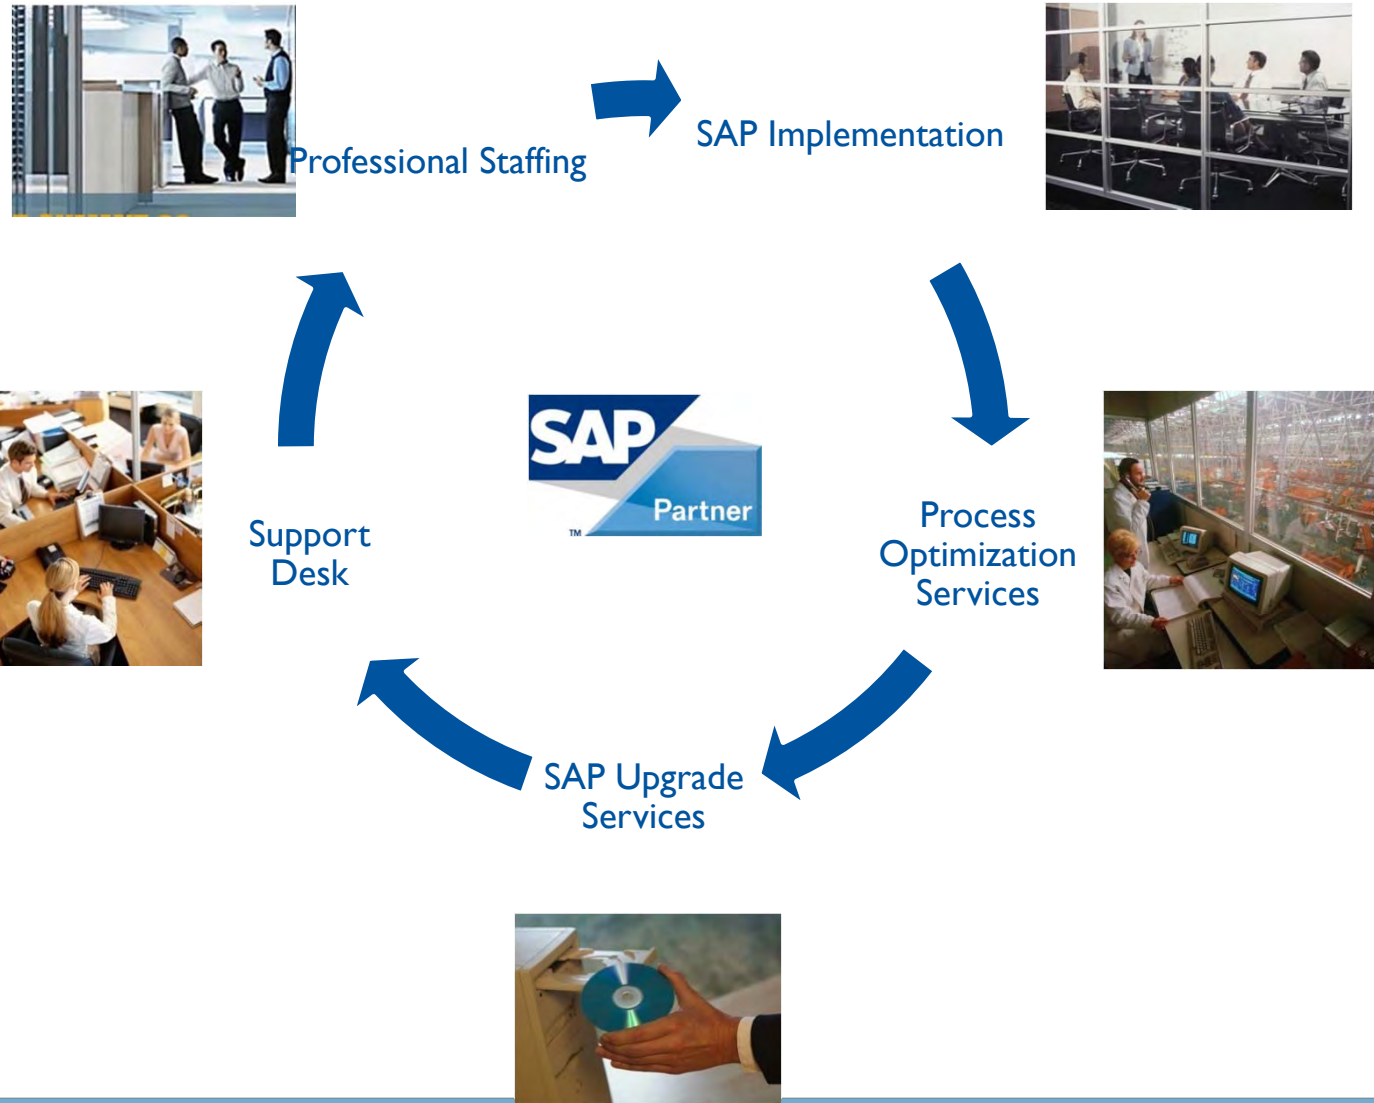 Professional Staffing
SAP Implementation
SAP
Partner
TM
Process
Optimization
Services
Support
Desk
SAP Upgrade
Services